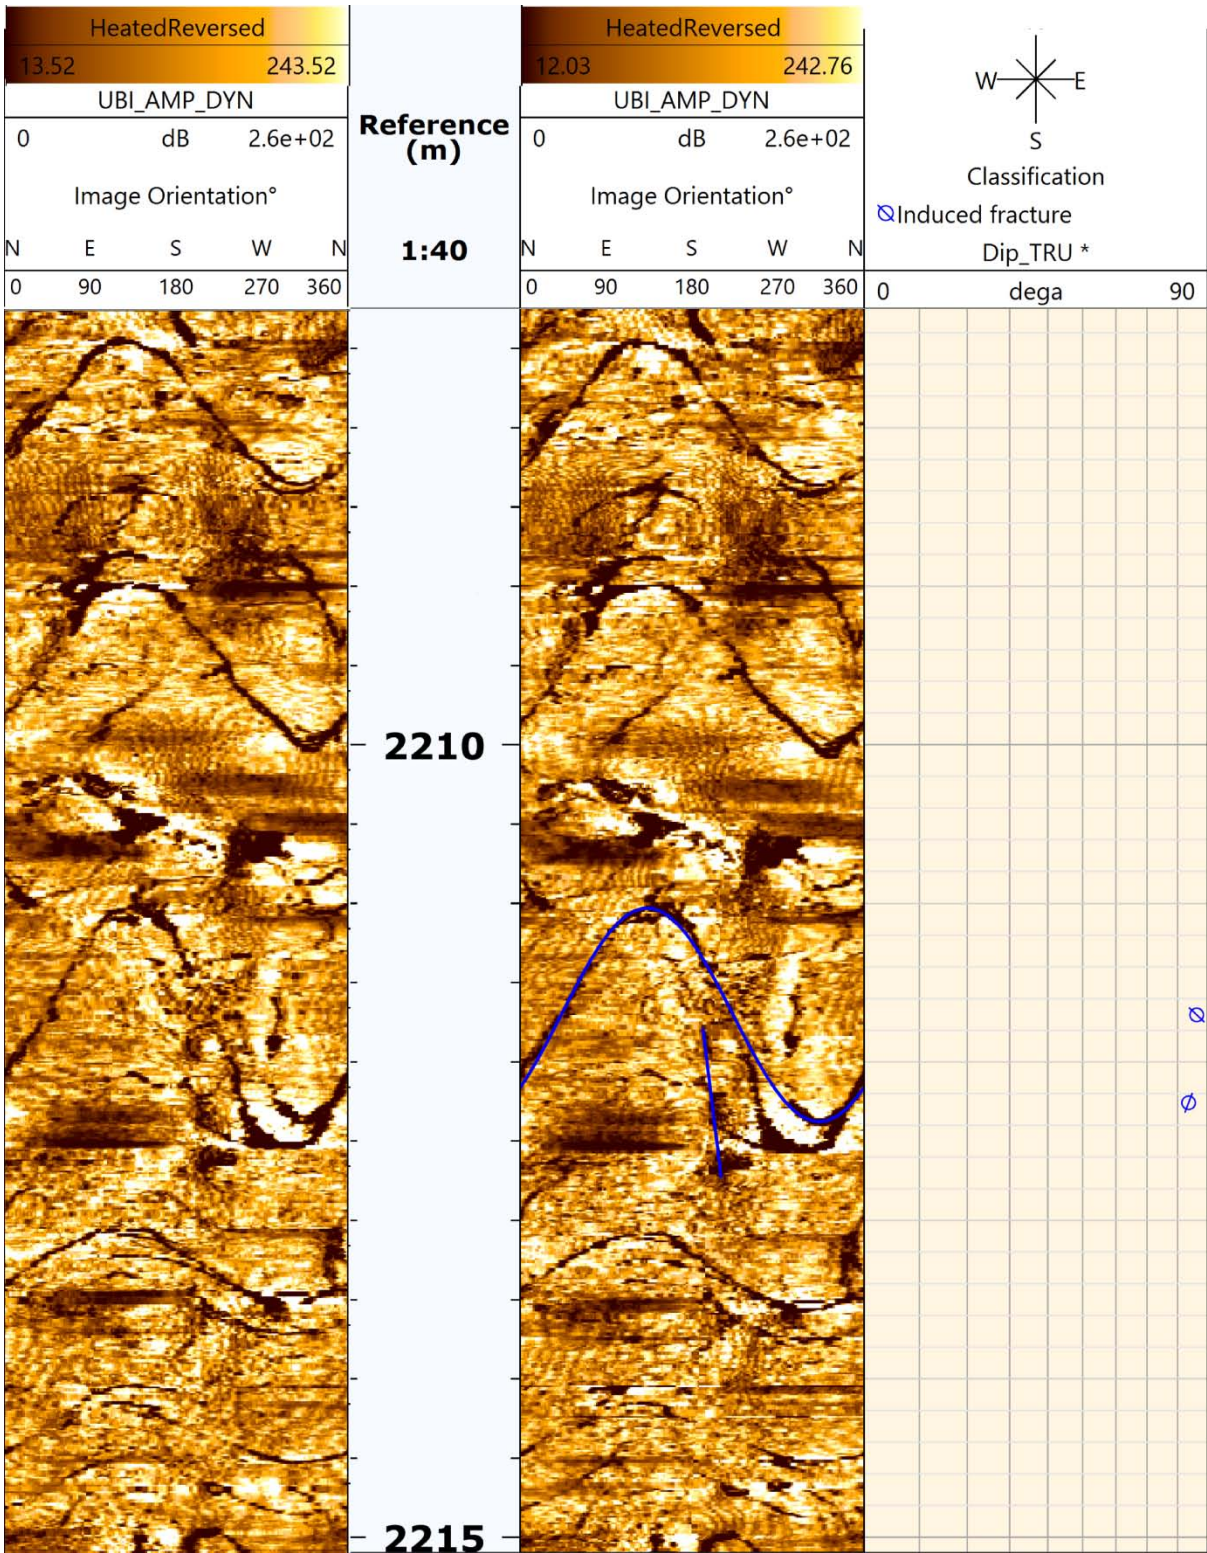 HeatedReversed
13.52 243.52
UBI_AMP_DYN
0 dB 2.6e+02
Image Orientation°
N E S W N
0 90 180 270 360
Reference
(m)
1:40
HeatedReversed
12.03 242.76
UBI_AMP_DYN
0 dB 2.6e+02
Image Orientation°
N E S W N
0 90 180 270 360
W E
S
Classification
Induced fracture
Dip_TRU *
0 dega 90
2210
2215